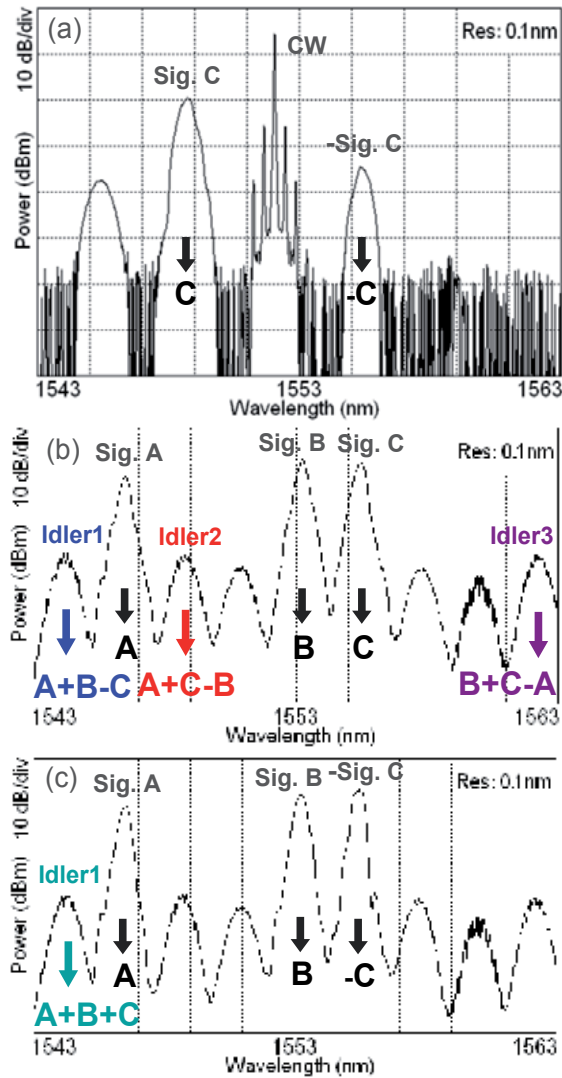 (a)
10 dB/div
Power (dBm)
Res: 0.1nm
CW
Sig. C
-Sig. C
C
-C
1543
1553
1563
Wavelength (nm)
(b)
10 dB/div
Power (dBm)
Res: 0.1nm
Sig. A
Sig. B
Sig. C
Idler1
Idler2
Idler3
A
B
C
A+B-C
A+C-B
B+C-A
1543
1553
1563
Wavelength (nm)
(c)
10 dB/div
Power (dBm)
Res: 0.1nm
Sig. A
Sig. B
-Sig. C
Idler1
A
B
-C
A+B+C
1543
1553
1563
Wavelength (nm)